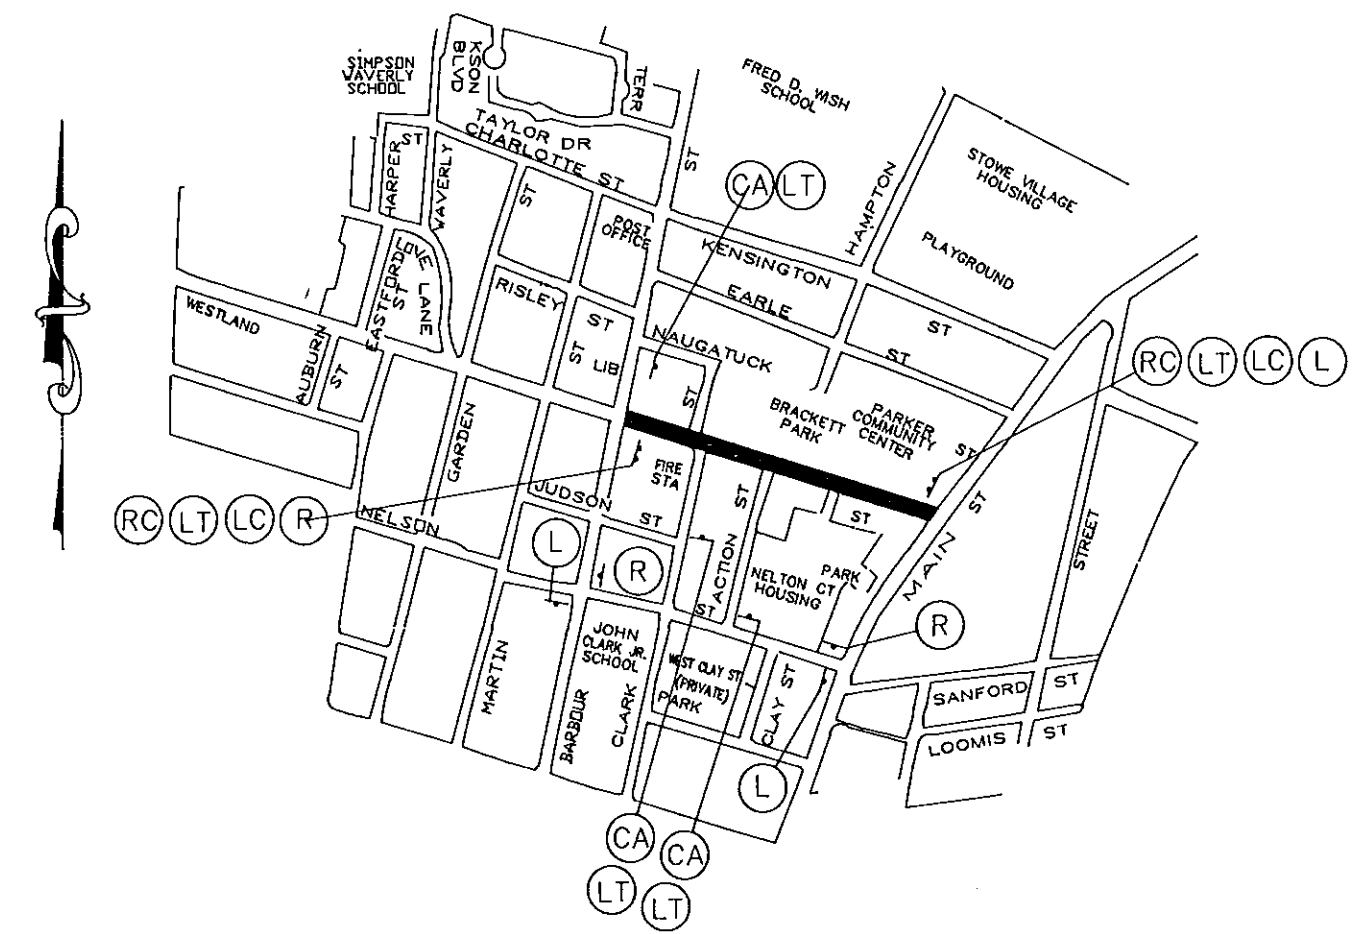 SIMPSON
WAVERLY
SCHOOL
KSON
BLVD
TERR
FRED D. WISH
SCHOOL
TAYLOR DR
CHARLOTTE ST
ST
HARPER
ST
WAVERLY
ST
CA LT
HAMPTON
STOWE VILLAGE
HOUSING
PLAYGROUND
POST
OFFICE
KENSINGTON
ST
EARLE
ST
LOVE LANE
EASTFORD
ST
RISLEY
ST
WESTLAND
AUBURN
ST
ST
LIB
NAUGATUCK
ST
RC LT LC L
BRACKETT
PARK
PARKER
COMMUNITY
CENTER
ST
GARDEN
FIRE
STA
JUDSON
ST
NELSON
ST
RC LT LC R
ST
ST
MAIN
STREET
L
R
ACTION
NELTON CT
HOUSING
PARK
R
JOHN
CLARK JR.
SCHOOL
WEST CLAY ST
(PRIVATE)
PARK
CLAY ST
MARTIN
BARBOUR
CLARK
SANFORD
ST
LOOMIS
ST
L
CA CA
LT LT